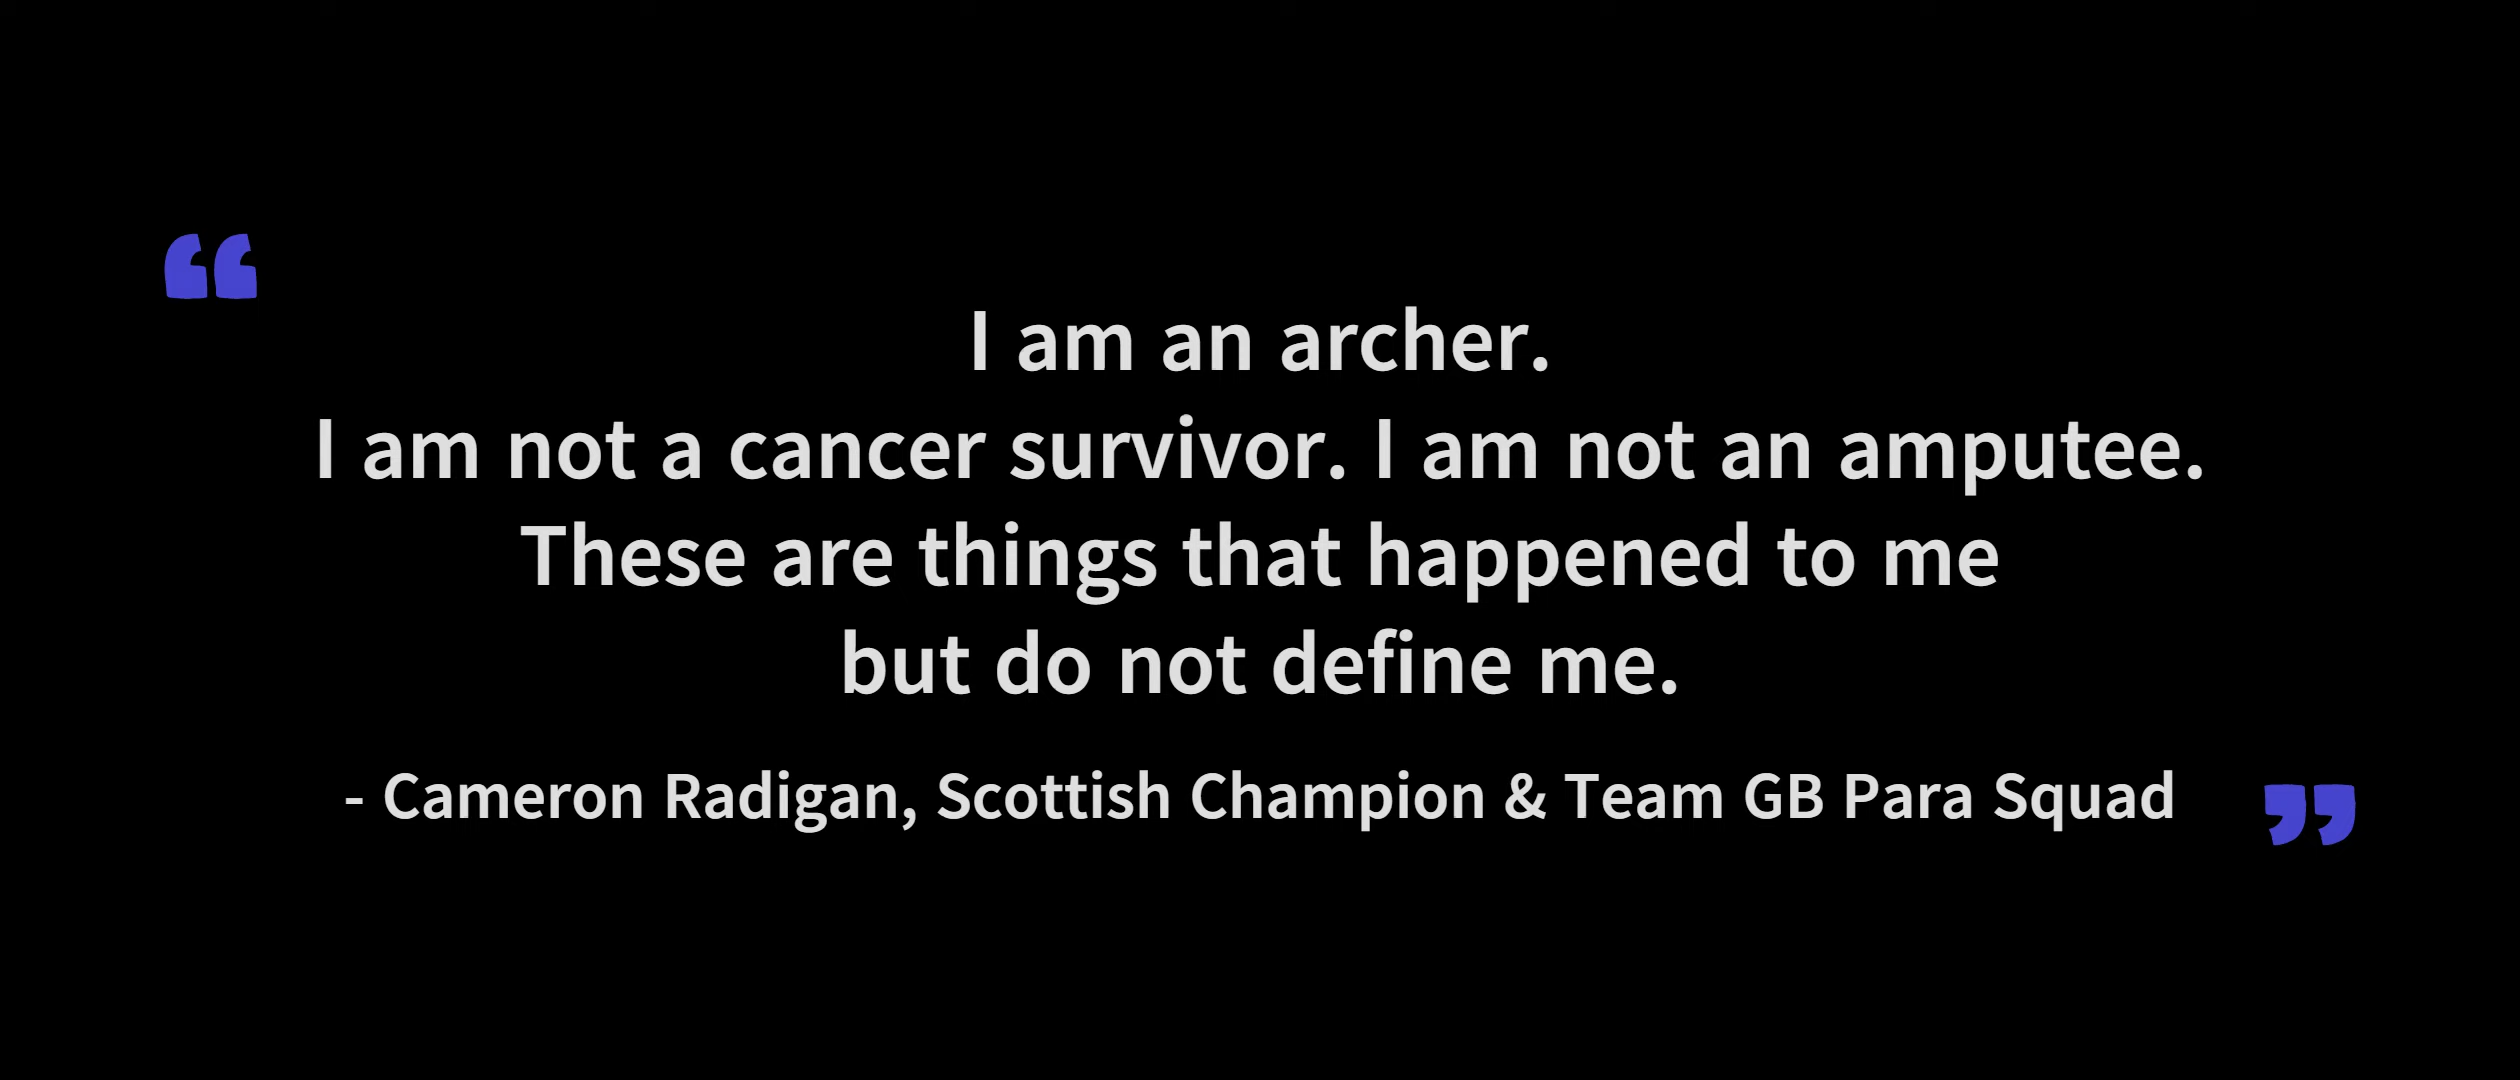 “
I am an archer.
I am not a cancer survivor. I am not an amputee.
These are things that happened to me
but do not define me.
- Cameron Radigan, Scottish Champion & Team GB Para Squad ”